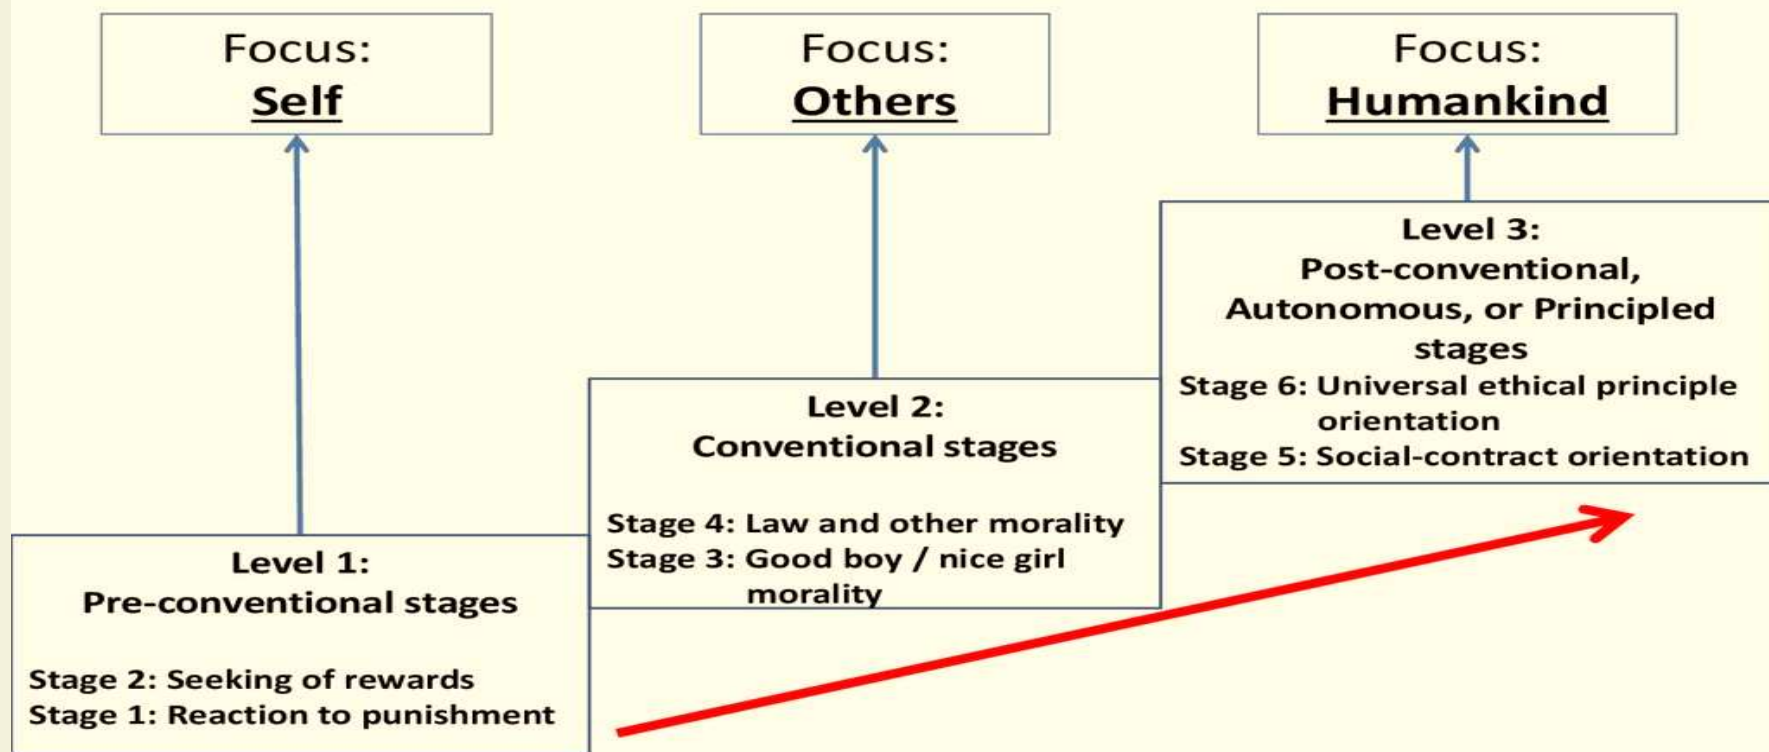 Focus:
Self
Focus:
Others
Focus:
Humankind
Level 3:
Post-conventional,
Autonomous, or Principled
stages
Stage 6: Universal ethical principle
orientation
Stage 5: Social-contract orientation
Level 2:
Conventional stages
Stage 4: Law and other morality
Stage 3: Good boy / nice girl
morality
Level 1:
Pre-conventional stages
Stage 2: Seeking of rewards
Stage 1: Reaction to punishment